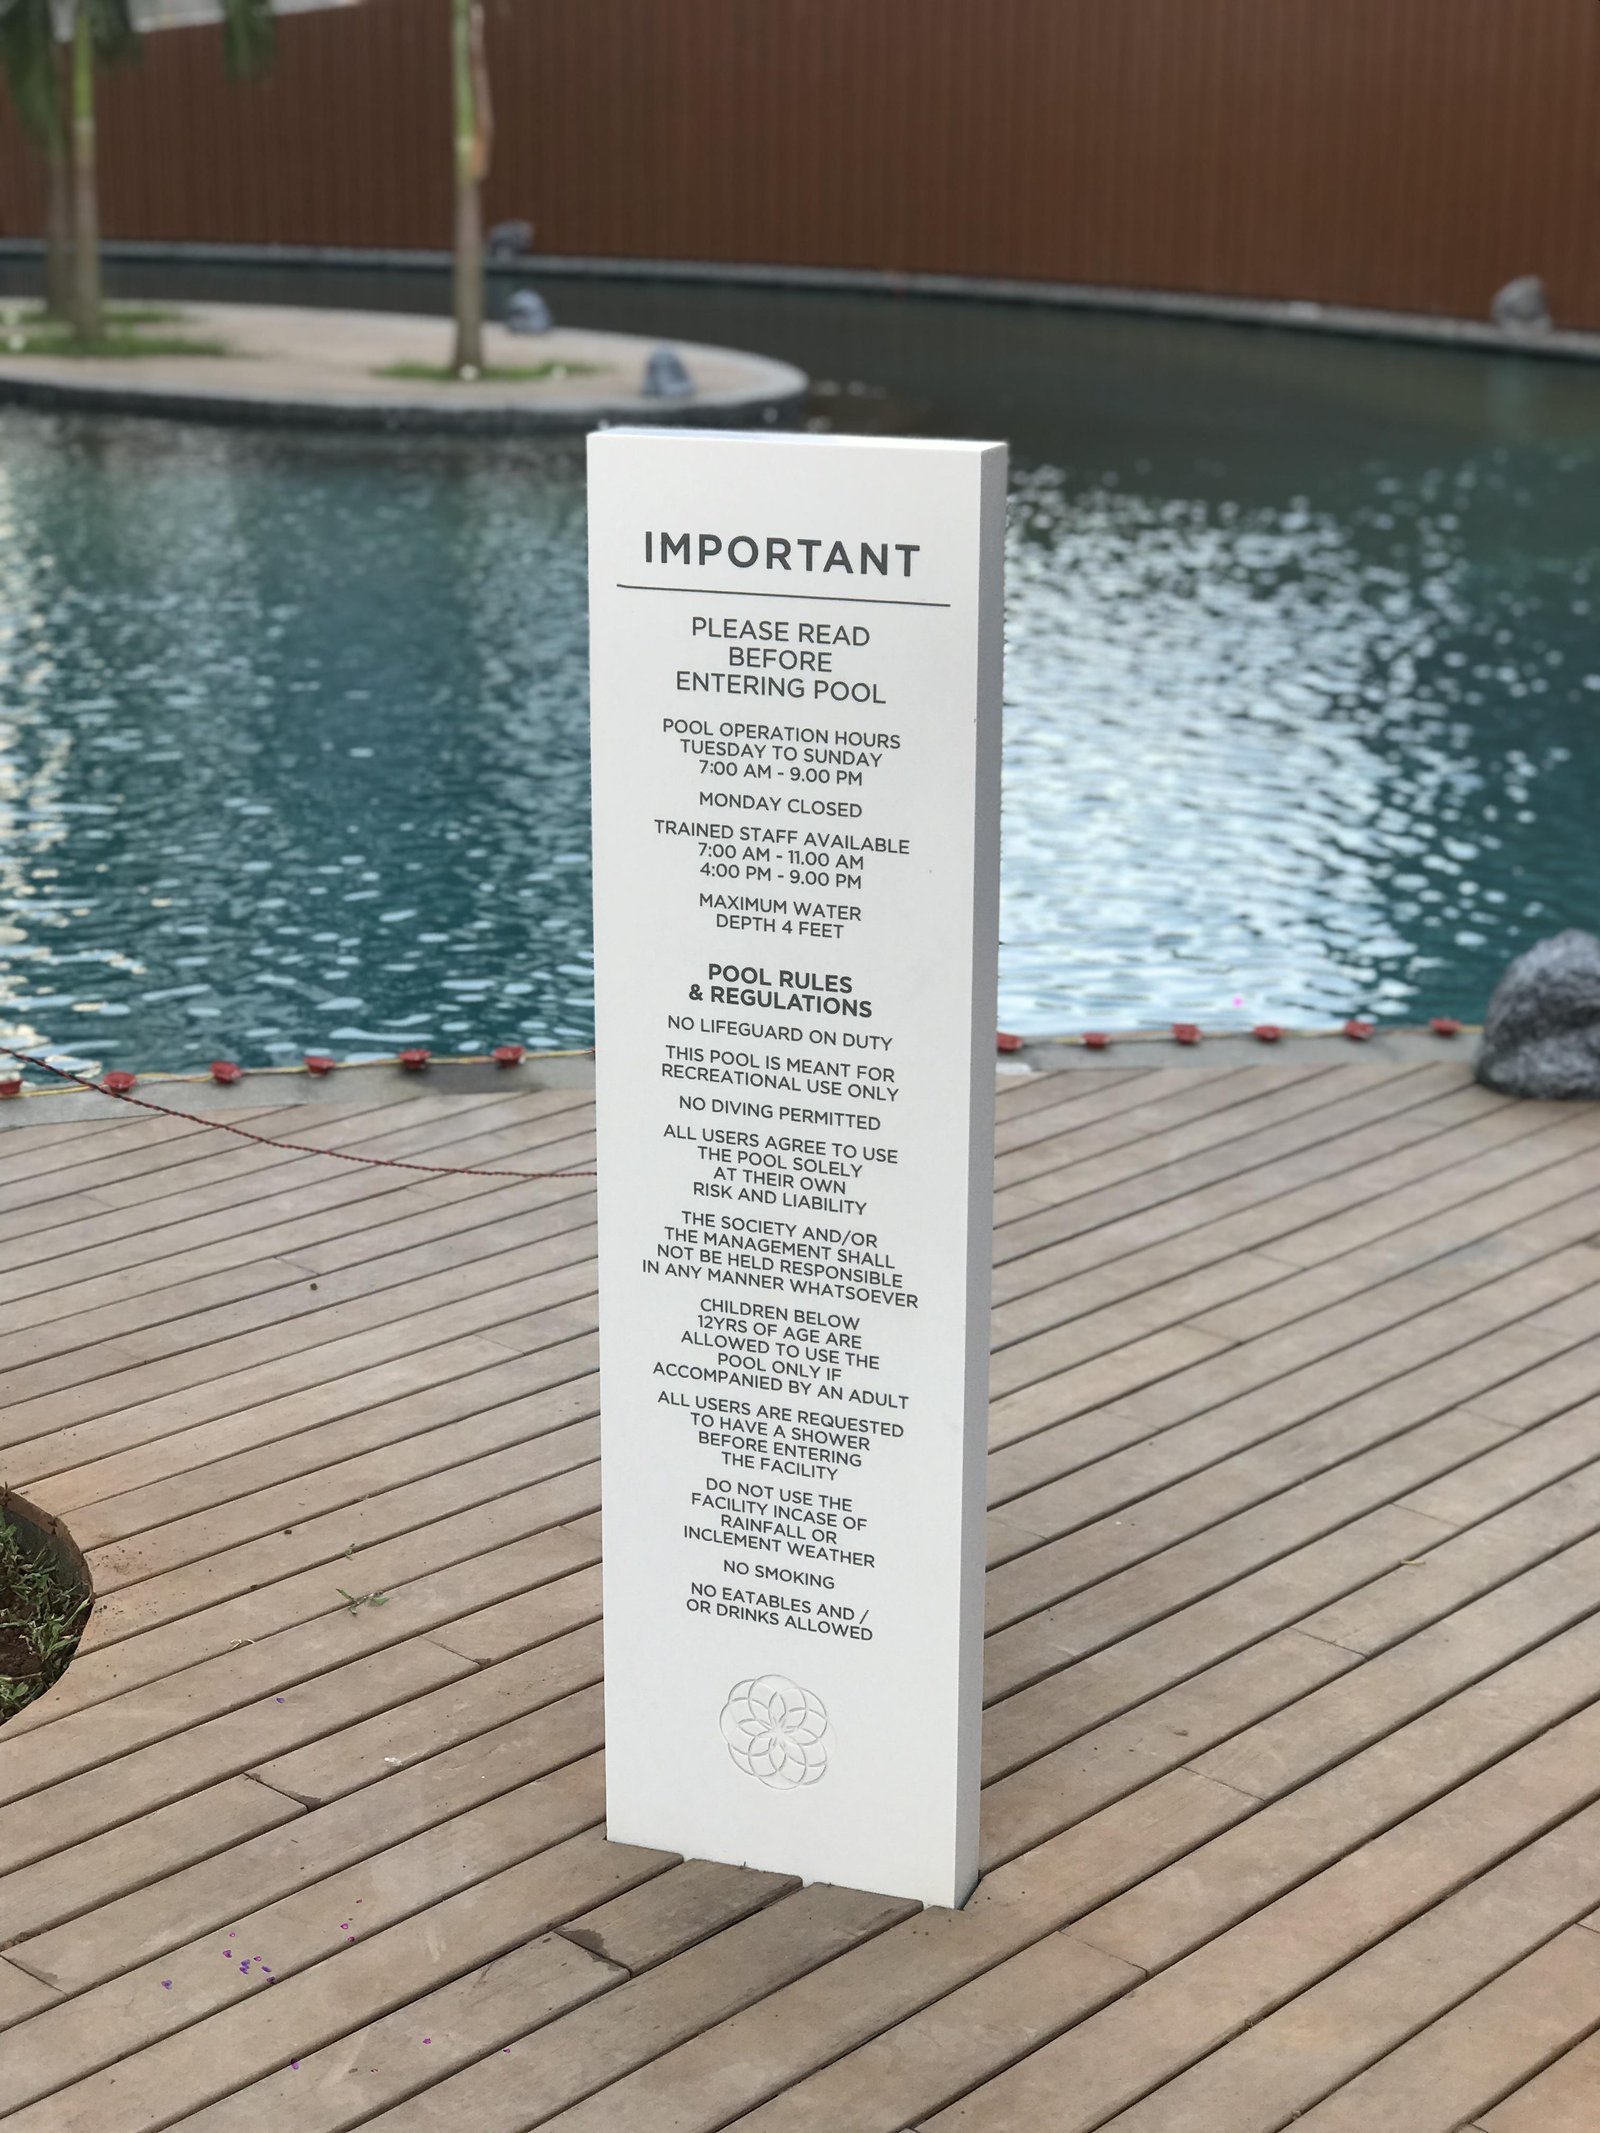 IMPORTANT
PLEASE READ
BEFORE
ENTERING POOL
POOL OPERATION HOURS
TUESDAY TO SUNDAY
7:00 AM - 9.00 PM
MONDAY CLOSED
TRAINED STAFF AVAILABLE
7:00 AM - 11.00 AM
4:00 PM - 9.00 PM
MAXIMUM WATER
DEPTH 4 FEET
POOL RULES
& REGULATIONS
NO LIFEGUARD ON DUTY
THIS POOL IS MEANT FOR
RECREATIONAL USE ONLY
NO DIVING PERMITTED
ALL USERS AGREE TO USE
THE POOL SOLELY
AT THEIR OWN
RISK AND LIABILITY
THE SOCIETY AND/OR
THE MANAGEMENT SHALL
NOT BE HELD RESPONSIBLE
IN ANY MANNER WHATSOEVER
CHILDREN BELOW
12YRS OF AGE ARE
ALLOWED TO USE THE
POOL ONLY IF
ACCOMPANIED BY AN ADULT
ALL USERS ARE REQUESTED
TO HAVE A SHOWER
BEFORE ENTERING
THE FACILITY
DO NOT USE THE
FACILITY INCASE OF
RAINFALL OR
INCLEMENT WEATHER
NO SMOKING
NO EATABLES AND /
OR DRINKS ALLOWED